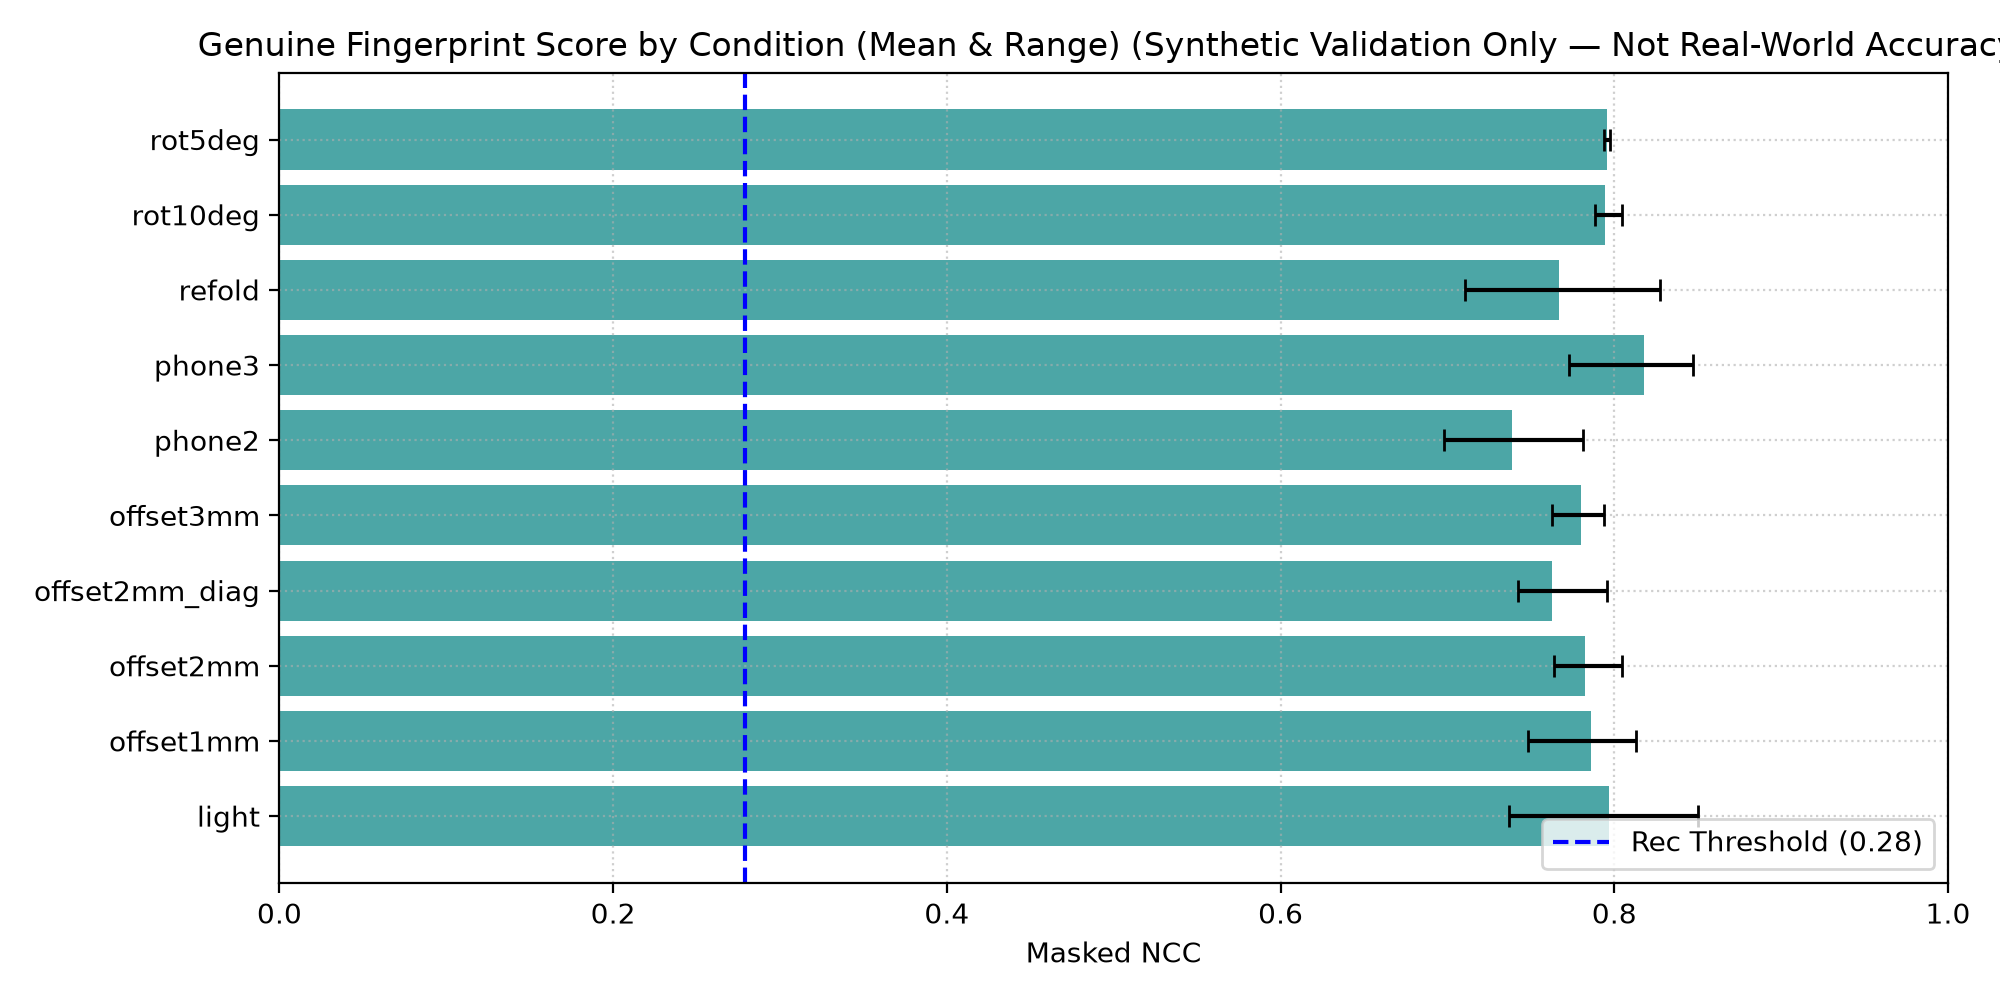 Genuine Fingerprint Score by Condition (Mean & Range) (Synthetic Validation Only — Not Real-World Accuracy
rot5deg
rot10deg
refold
phone3
phone2
offset3mm
offset2mm_diag
offset2mm
offset1mm
light
Rec Threshold (0.28)
0.0 0.2 0.4 0.6 0.8 1.0
Masked NCC